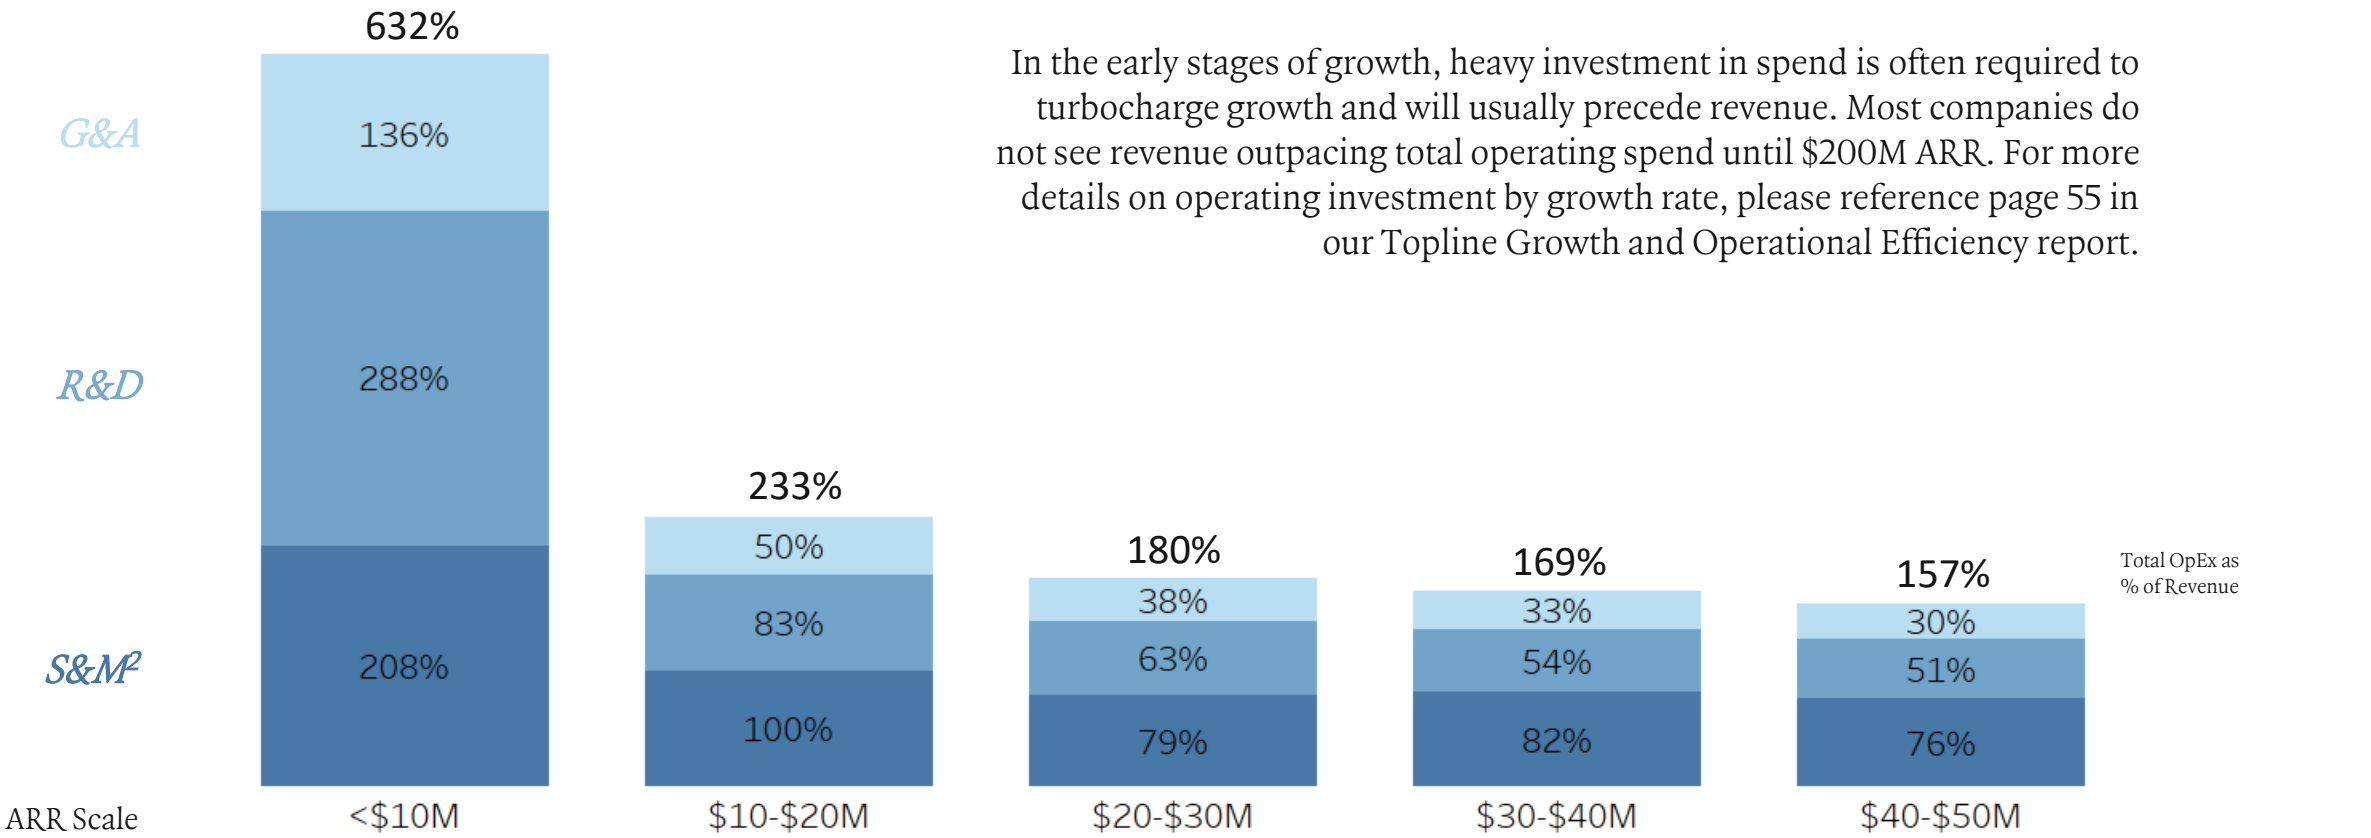 632%
In the early stages of growth, heavy investment in spend is often required to
turbocharge growth and will usually precede revenue. Most companies do
not see revenue outpacing total operating spend until $200M ARR. For more
details on operating investment by growth rate, please reference page 55 in
our Topline Growth and Operational Efficiency report.
G&A
136%
R&D
288%
233%
50%
180%
169%
157%
Total OpEx as
% of Revenue
38%
33%
30%
83%
63%
54%
51%
S&M²
208%
100%
79%
82%
76%
ARR Scale
<$10M
$10-$20M
$20-$30M
$30-$40M
$40-$50M